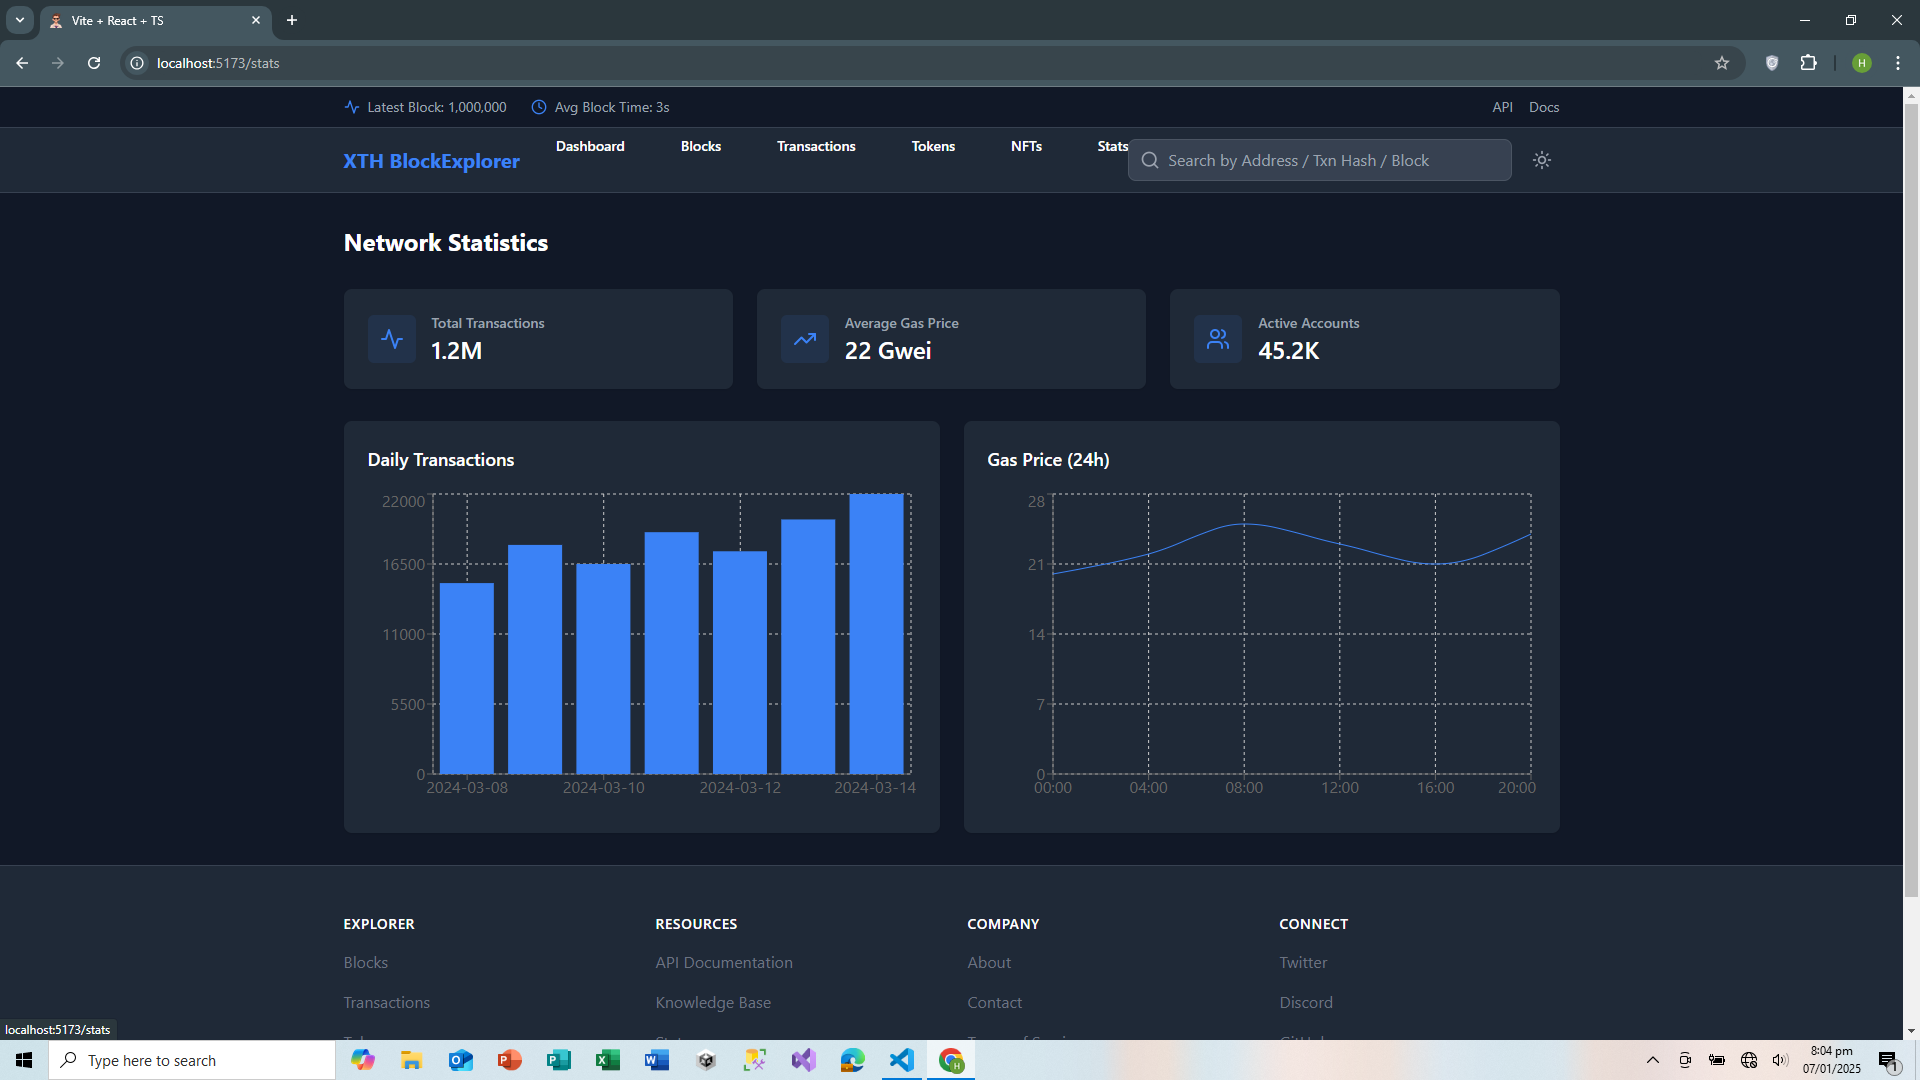 Vite + React + TS
localhost:5173/stats
Latest Block: 1,000,000 Avg Block Time: 3s API Docs
XTH BlockExplorer Dashboard Blocks Transactions Tokens NFTs Stats Search by Address / Txn Hash / Block
Network Statistics
Total Transactions
1.2M
Average Gas Price
22 Gwei
Active Accounts
45.2K
Daily Transactions
22000
16500
11000
5500
0
2024-03-08 2024-03-10 2024-03-12 2024-03-14
Gas Price (24h)
28
21
14
7
0
00:00 04:00 08:00 12:00 16:00 20:00
EXPLORER
Blocks
Transactions
RESOURCES
API Documentation
Knowledge Base
COMPANY
About
Contact
CONNECT
Twitter
Discord
localhost:5173/stats
Type here to search
8:04 pm
07/01/2025
1